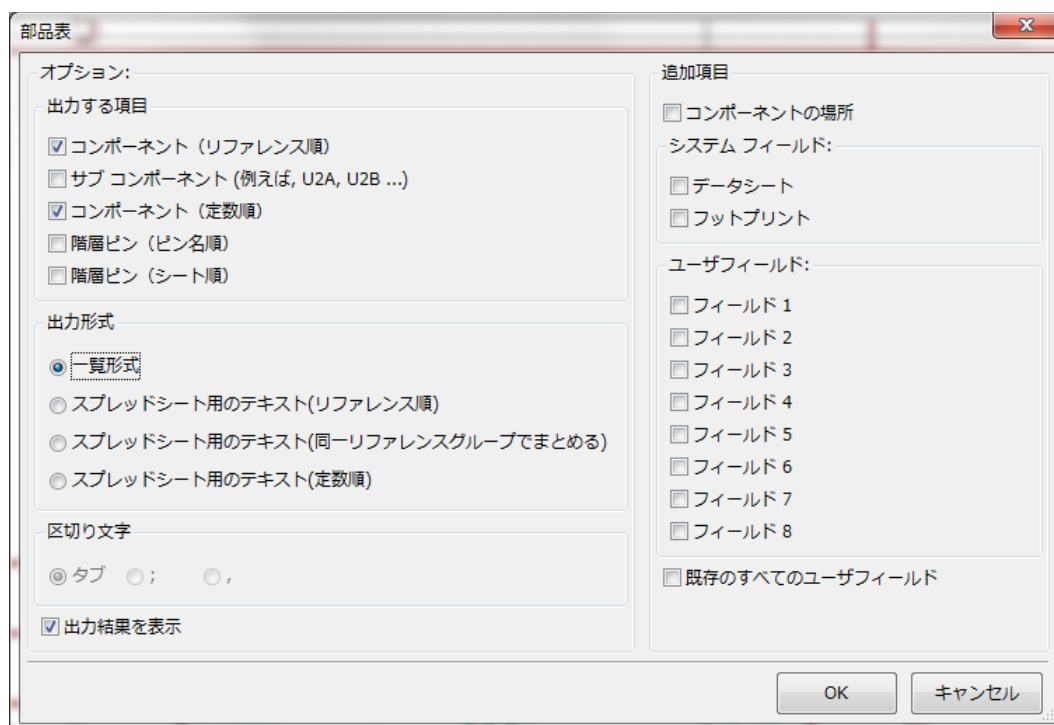 部品表
オプション:
出力する項目
コンポーネント（リファレンス順）
サブ コンポーネント (例えば, U2A, U2B ...)
コンポーネント（定数順）
階層ピン（ピン名順）
階層ピン（シート順）
出力形式
一覧形式
スプレッドシート用のテキスト(リファレンス順)
スプレッドシート用のテキスト(同一リファレンスグループでまとめる)
スプレッドシート用のテキスト(定数順)
区切り文字
タブ ; ,
出力結果を表示
追加項目
コンポーネントの場所
システム フィールド:
データシート
フットプリント
ユーザフィールド:
フィールド 1
フィールド 2
フィールド 3
フィールド 4
フィールド 5
フィールド 6
フィールド 7
フィールド 8
既存のすべてのユーザフィールド
OK キャンセル